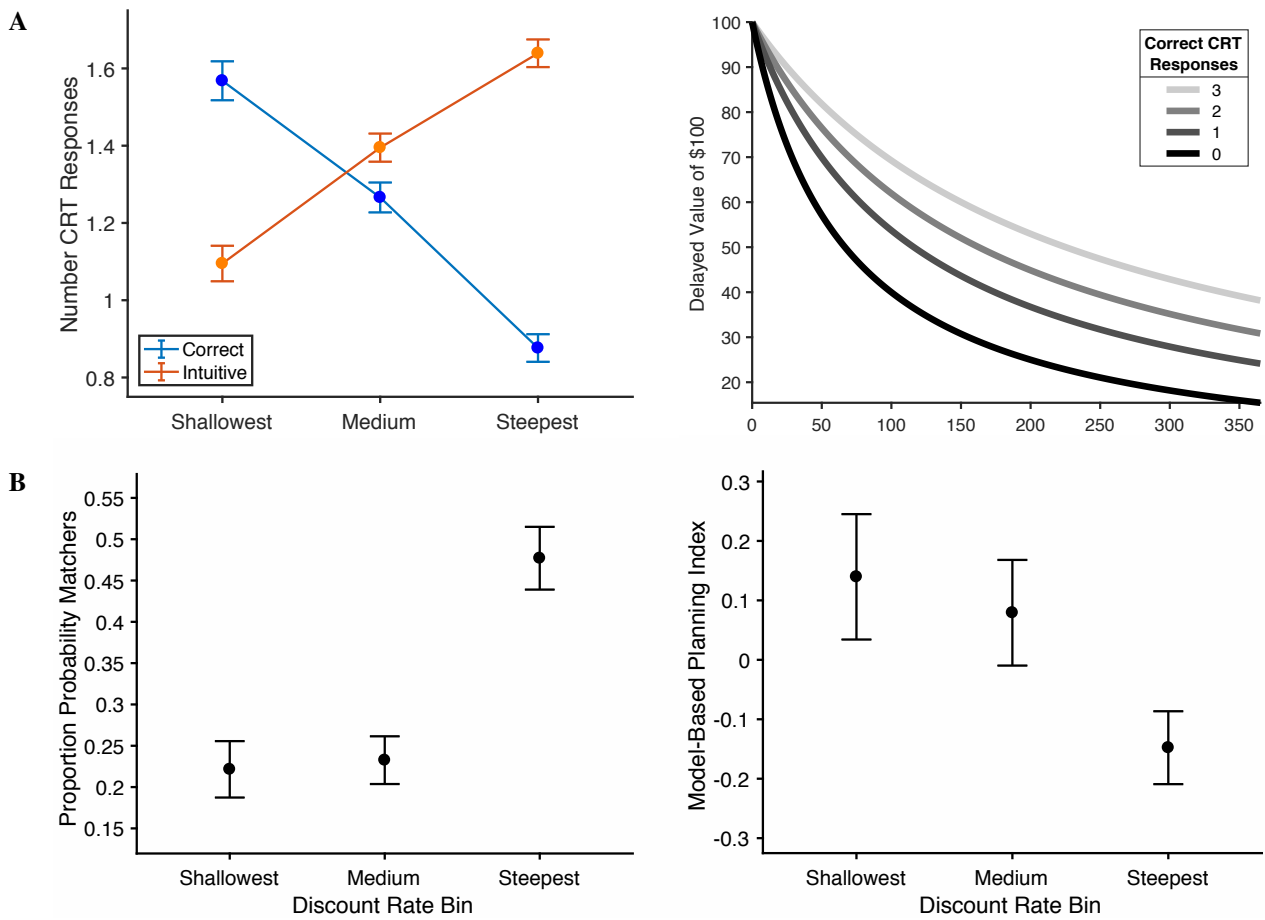 A
Number CRT Responses
1.6
1.4
1.2
1
0.8
Correct
Intuitive
Shallowest Medium Steepest
Delayed Value of $100
100
90
80
70
60
50
40
30
20
0 50 100 150 200 250 300 350
Correct CRT
Responses
3
2
1
0
B
Proportion Probability Matchers
0.55
0.5
0.45
0.4
0.35
0.3
0.25
0.2
0.15
Shallowest Medium Steepest
Discount Rate Bin
Model-Based Planning Index
0.3
0.2
0.1
0
-0.1
-0.2
-0.3
Shallowest Medium Steepest
Discount Rate Bin